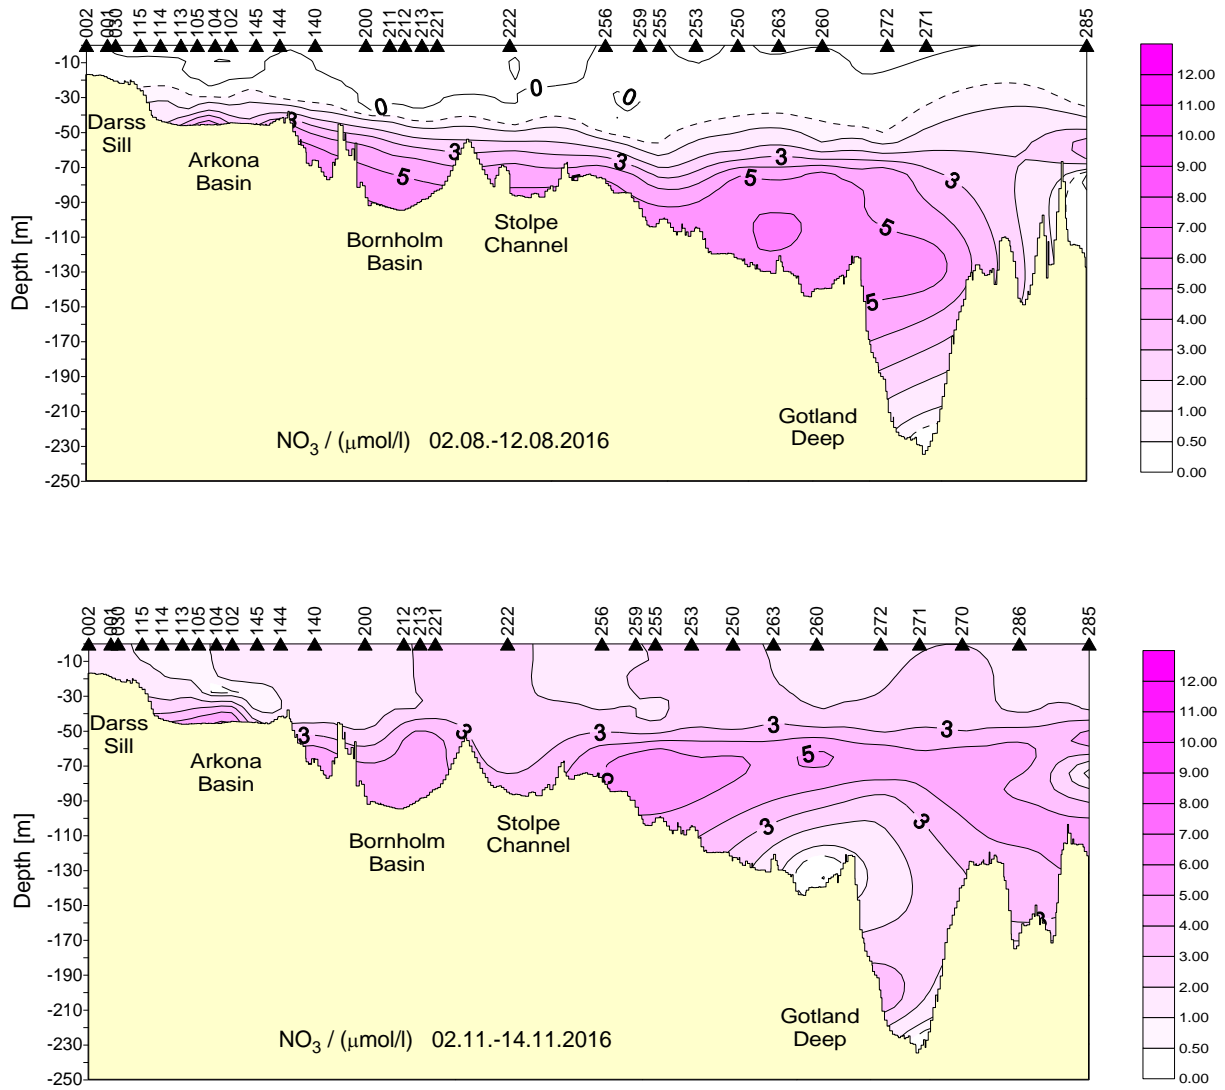 002 001 030 115 114 113 105 104 102 145 144 140 200 211 212 213 221 222 256 259 255 253 250 263 260 272 271 285
-10
-30
-50
-70
-90
-110
-130
-150
-170
-190
-210
-230
-250
Depth [m]
Darss
Sill
Arkona
Basin
Bornholm
Basin
Stolpe
Channel
Gotland
Deep
0 0 0
3 3 3 3 3
5 5 5 5
NO3 / (μmol/l) 02.08.-12.08.2016
12.00
11.00
10.00
9.00
8.00
7.00
6.00
5.00
4.00
3.00
2.00
1.00
0.50
0.00
002 001 030 115 114 113 105 104 102 145 144 140 200 212 213 221 222 256 259 255 253 250 263 260 272 271 270 286 285
-10
-30
-50
-70
-90
-110
-130
-150
-170
-190
-210
-230
-250
Depth [m]
Darss
Sill
Arkona
Basin
Bornholm
Basin
Stolpe
Channel
Gotland
Deep
3 3 3 3 3
5 5
3 3
NO3 / (μmol/l) 02.11.-14.11.2016
12.00
11.00
10.00
9.00
8.00
7.00
6.00
5.00
4.00
3.00
2.00
1.00
0.50
0.00